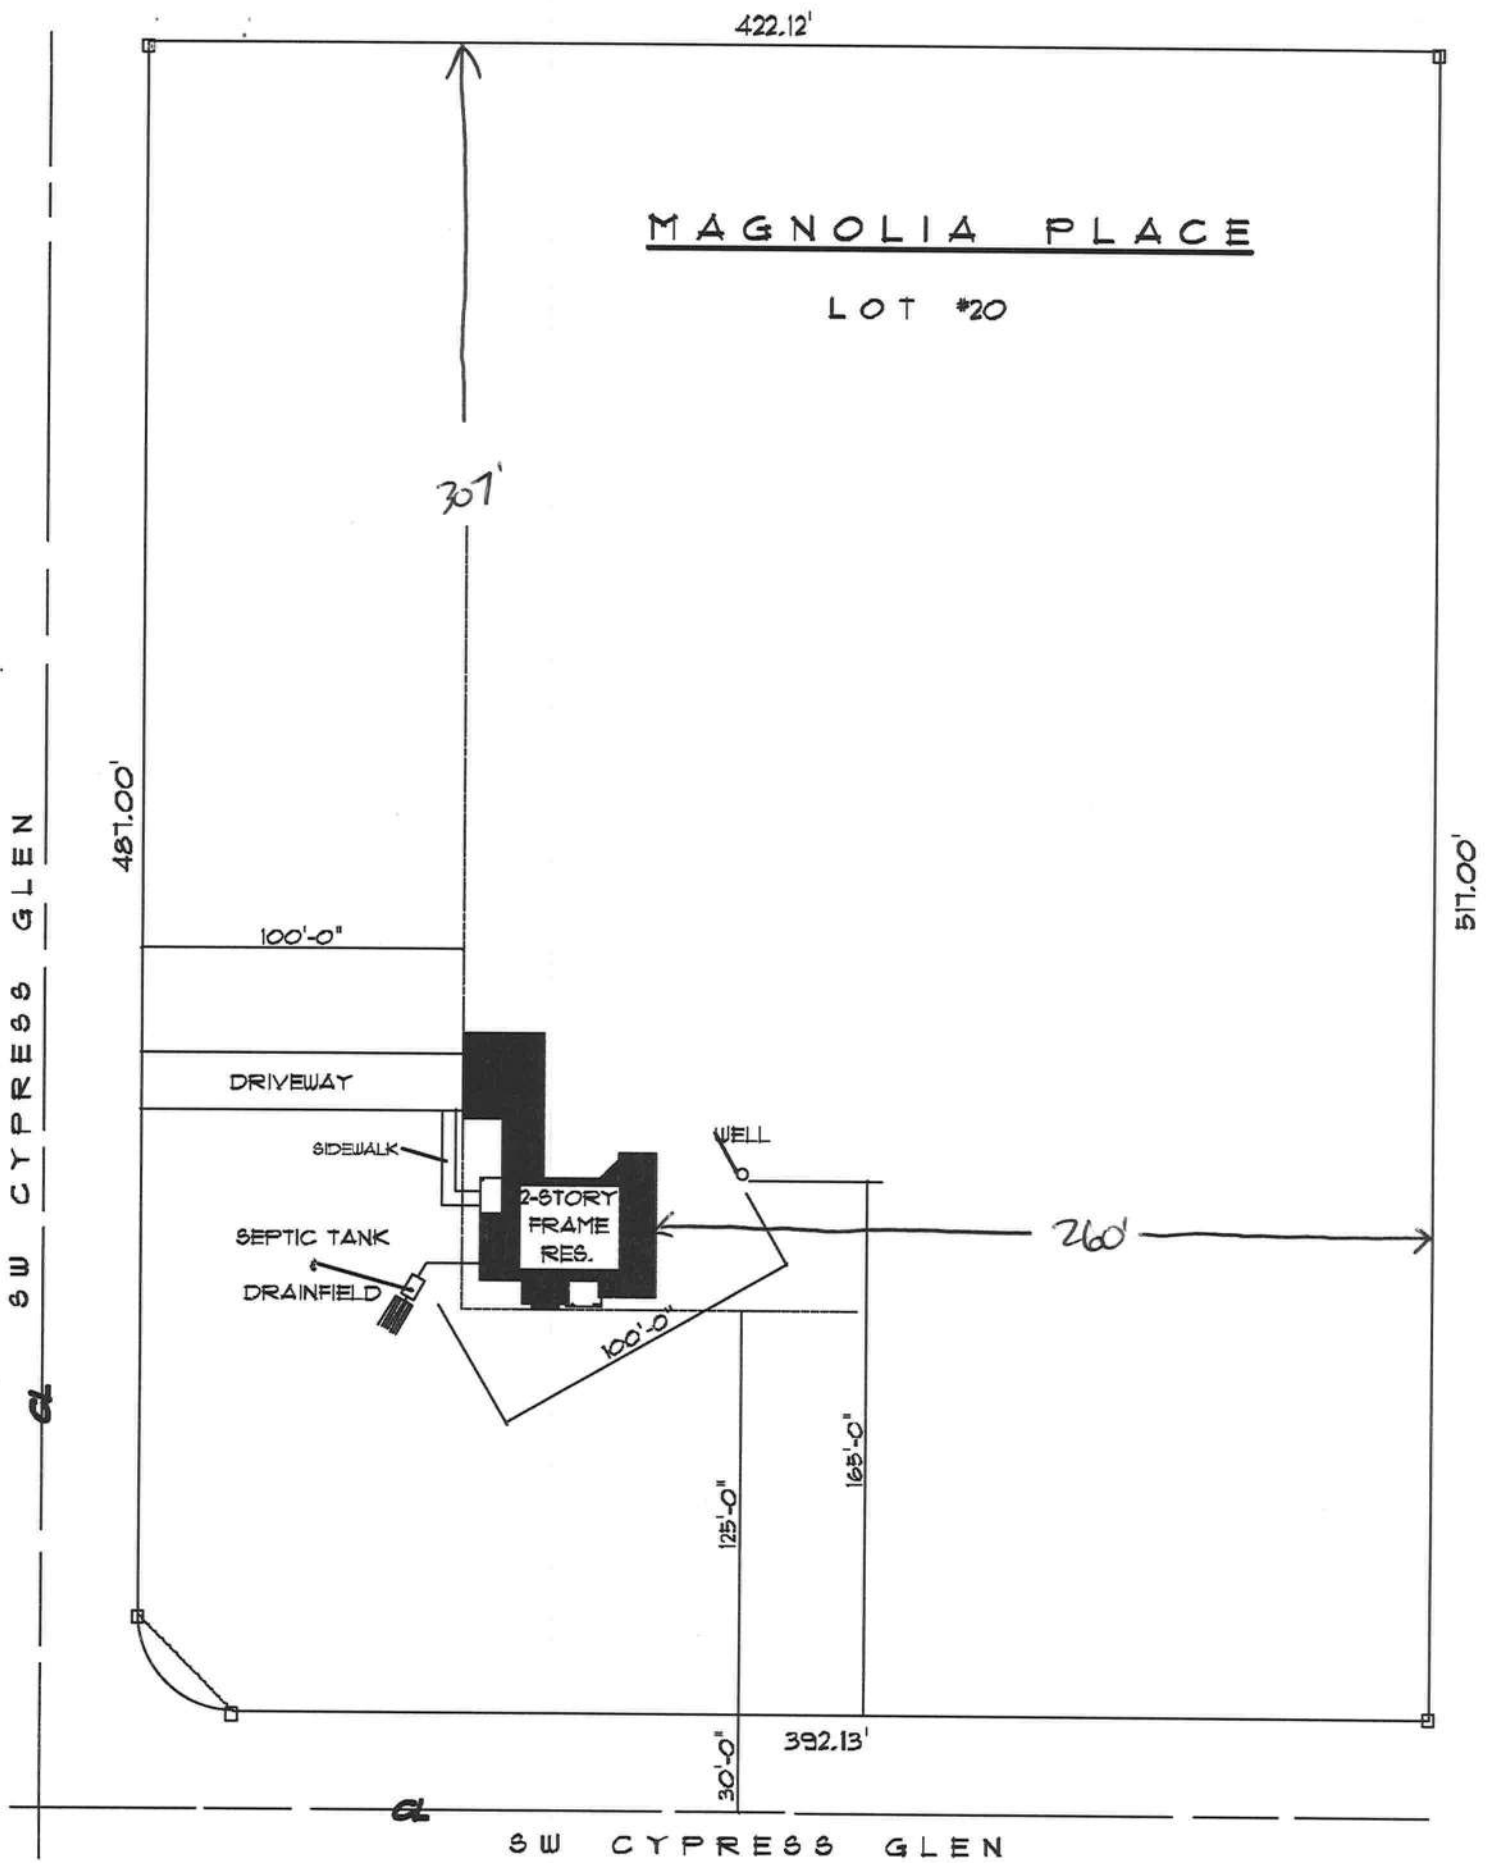 422.12'
MAGNOLIA PLACE
LOT #20
307'
487.00'
517.00'
SW CYPRESS GLEN
100'-0"
DRIVEWAY
SIDEWALK
WELL
2-STORY
FRAME
RES.
260'
SEPTIC TANK
DRAINFIELD
100'-0"
165'-0"
125'-0"
CL
392.13'
30'-0"
CL
SW CYPRESS GLEN